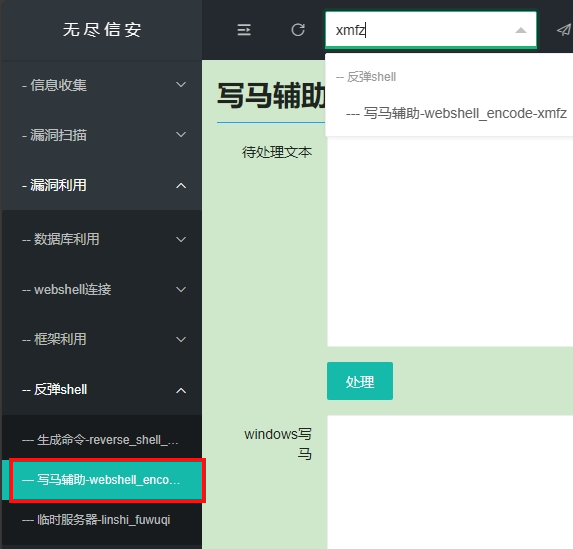 无尽信安
xmfz
-- 反弹shell
--- 写马辅助-webshell_encode-xmfz
- 信息收集
- 漏洞扫描
- 漏洞利用
-- 数据库利用
-- webshell连接
-- 框架利用
-- 反弹shell
--- 生成命令-reverse_shell_...
--- 写马辅助-webshell_enco...
--- 临时服务器-linshi_fuwuqi
写马辅助
待处理文本
处理
windows写
马